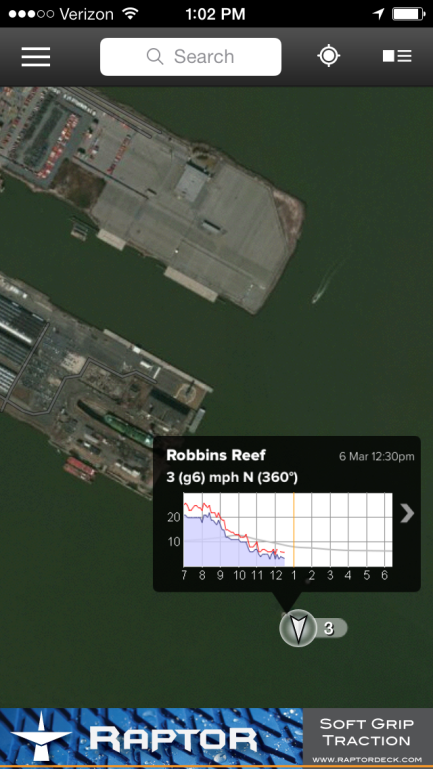 Verizon
1:02 PM
Search
Robbins Reef
6 Mar 12:30pm
3 (g6) mph N (360°)
20
10
7 8 9 10 11 12 1 2 3 4 5 6
3
RAPTOR
SOFT GRIP
TRACTION
WWW.RAPTORDECK.COM